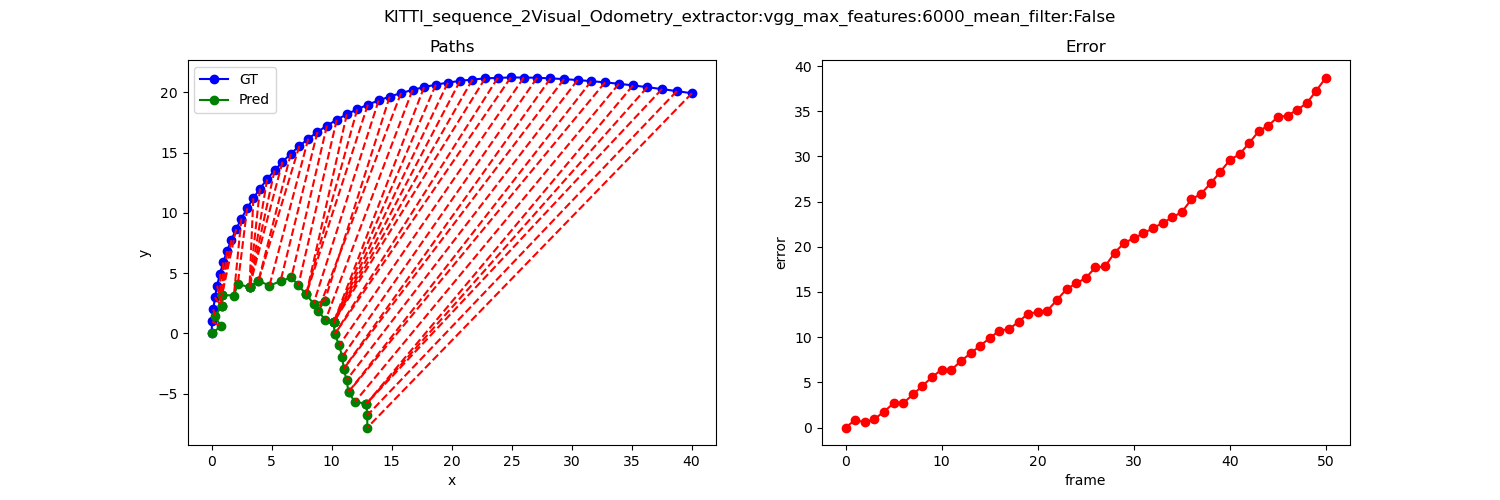 KITTI_sequence_2Visual_Odometry_extractor:vgg_max_features:6000_mean_filter:False
Paths
GT
Pred
20
15
10
5
0
−5
y
0 5 10 15 20 25 30 35 40
x
Error
40
35
30
25
20
15
10
5
0
error
0 10 20 30 40 50
frame